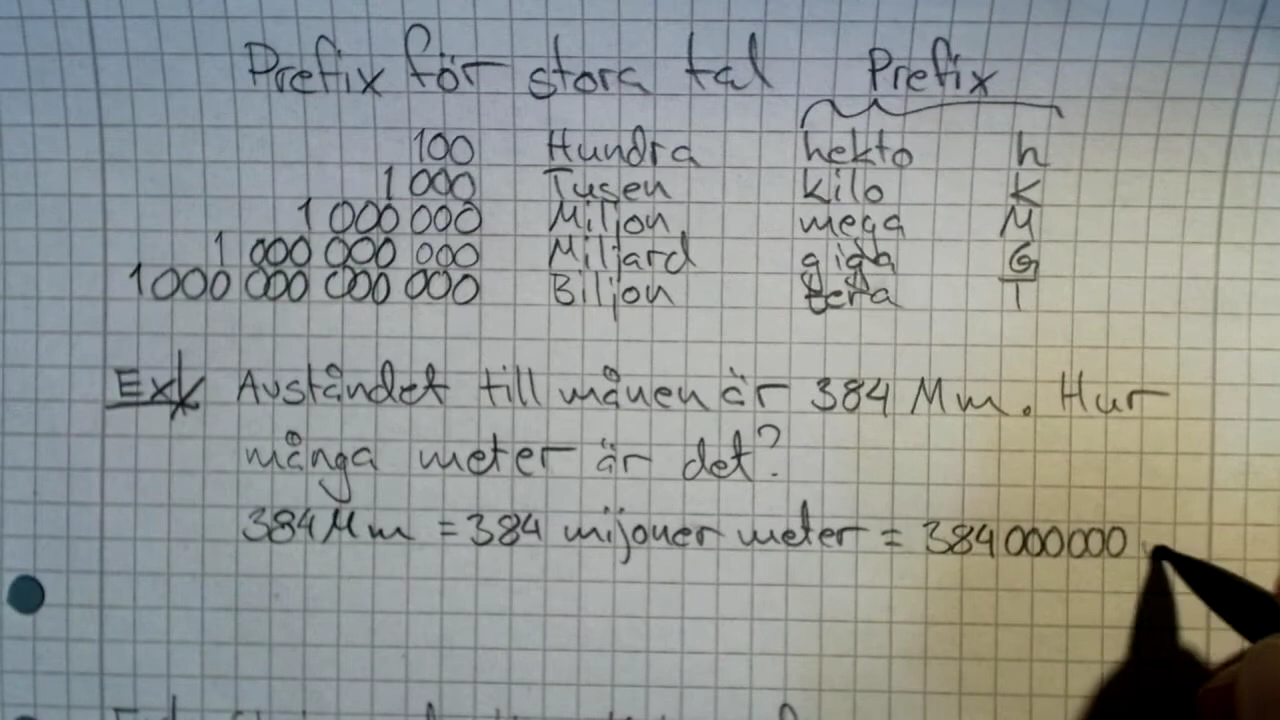 Prefix för stora tal Prefix
100 Hundra hekto h
1 000 Tusen kilo K
1 000 000 Miljon mega M
1 000 000 000 Miljard giga G
1000 000 000 000 Biljon tera T
Ex Avståndet till månen är 384 Mm. Hur
många meter är det?
384 Mm = 384 mijoner meter = 384 000 000